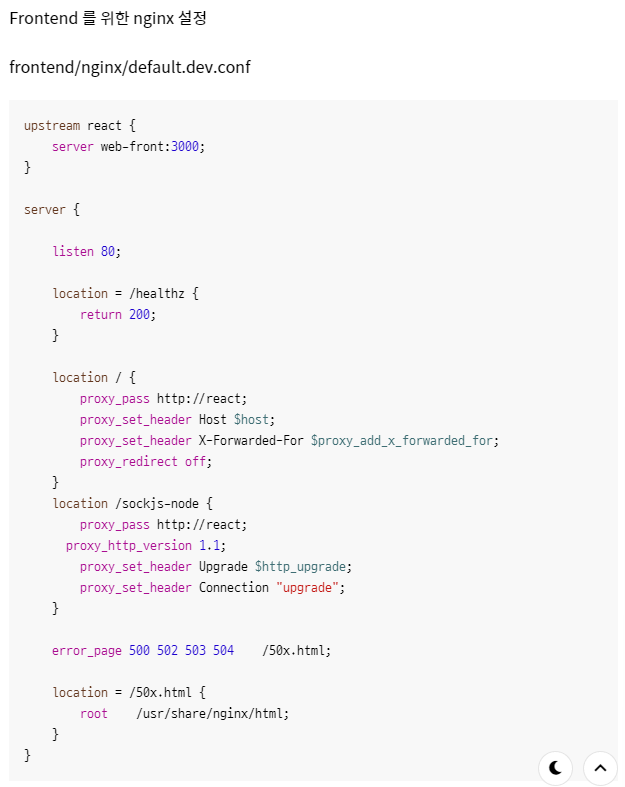 Frontend 를 위한 nginx 설정
frontend/nginx/default.dev.conf
upstream react {
    server web-front:3000;
}
server {
    listen 80;
    location = /healthz {
        return 200;
    }
    location / {
        proxy_pass http://react;
        proxy_set_header Host $host;
        proxy_set_header X-Forwarded-For $proxy_add_x_forwarded_for;
        proxy_redirect off;
    }
    location /sockjs-node {
        proxy_pass http://react;
      proxy_http_version 1.1;
        proxy_set_header Upgrade $http_upgrade;
        proxy_set_header Connection "upgrade";
    }
    error_page 500 502 503 504    /50x.html;
    location = /50x.html {
        root    /usr/share/nginx/html;
    }
}